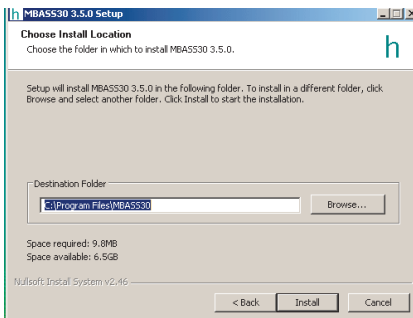 h MBASS30 3.5.0 Setup
Choose Install Location
Choose the folder in which to install MBASS30 3.5.0.
h
Setup will install MBASS30 3.5.0 in the following folder. To install in a different folder, click
Browse and select another folder. Click Install to start the installation.
Destination Folder
C:\Program Files\MBASS30
Browse...
Space required: 9.8MB
Space available: 6.5GB
Nullsoft Install System v2.46
< Back Install Cancel